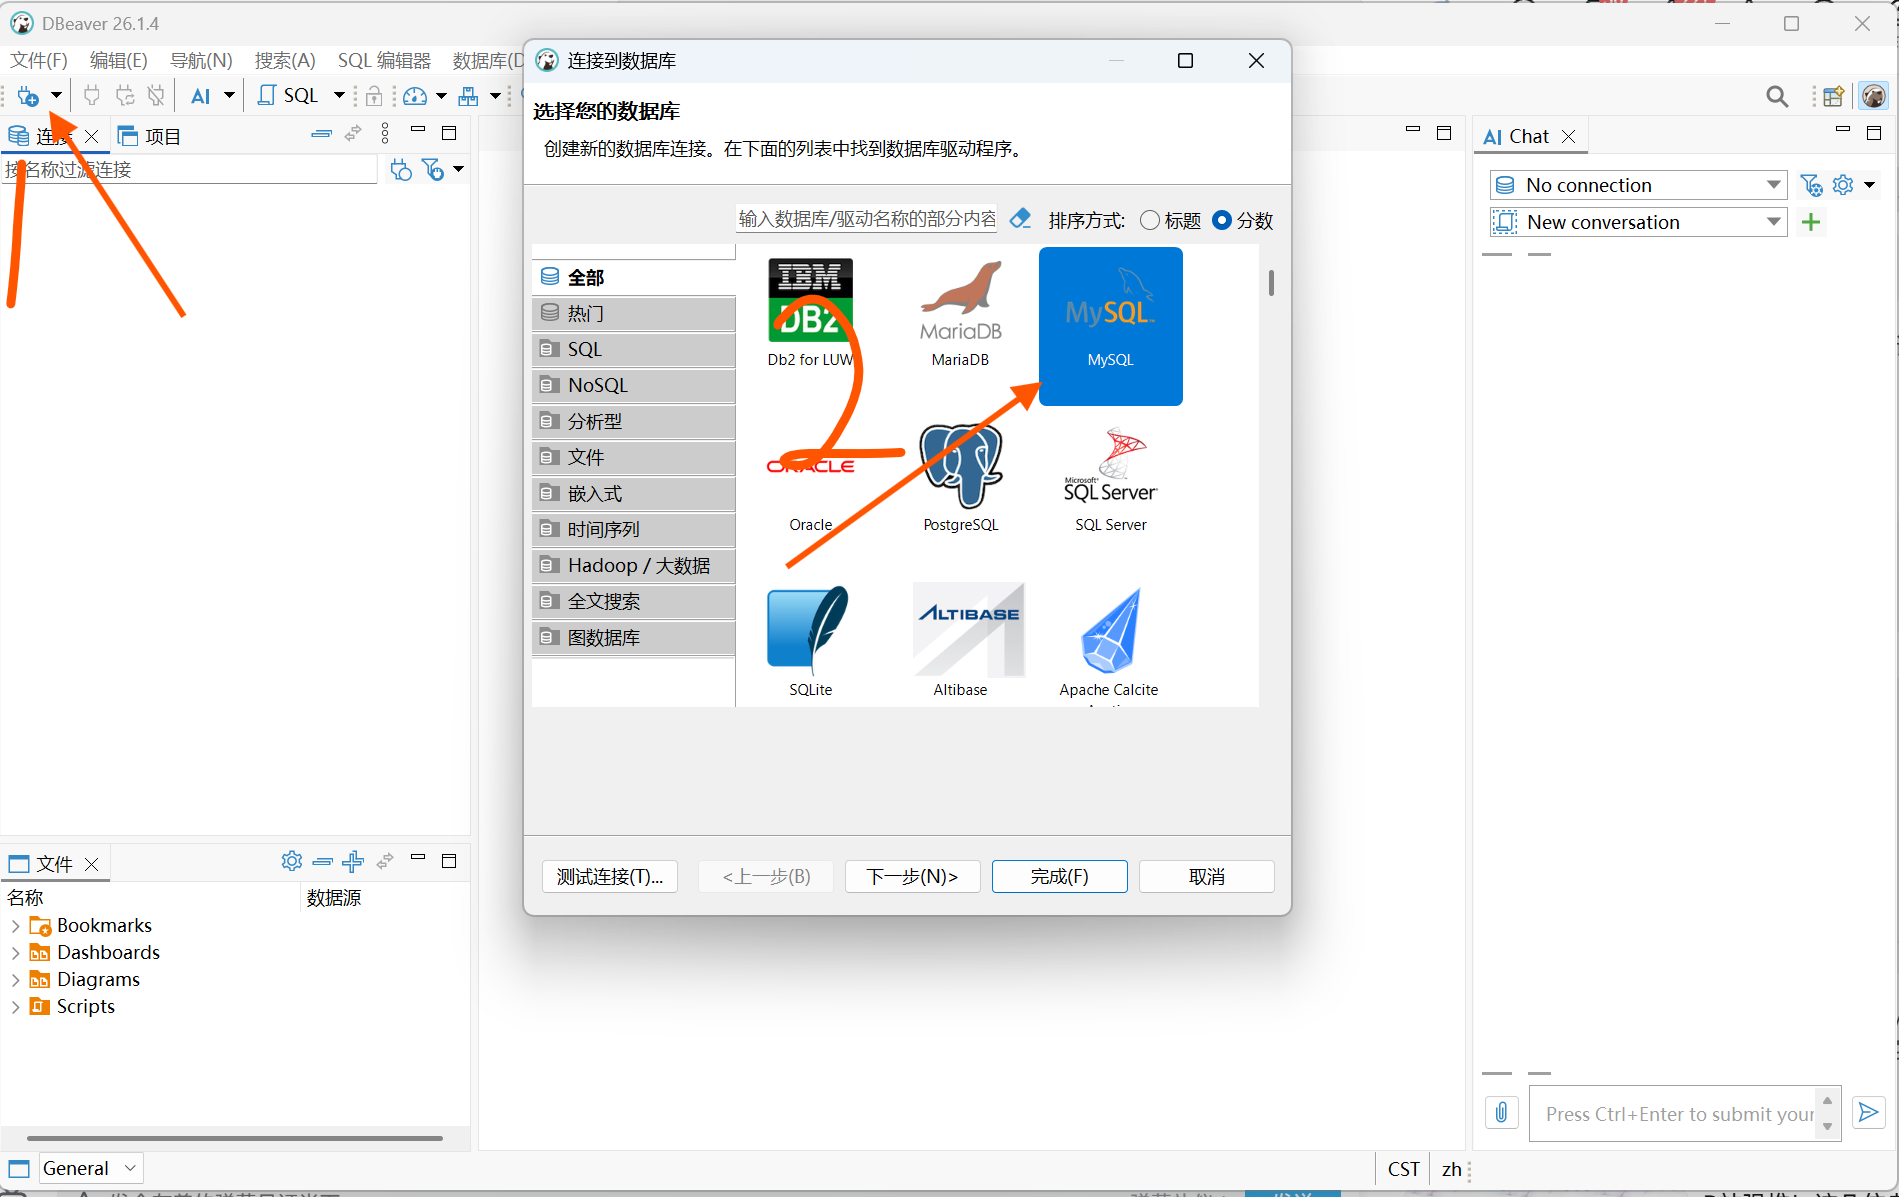 DBeaver 26.1.4
文件(F) 编辑(E) 导航(N) 搜索(A) SQL 编辑器 数据库(D
AI SQL
连接 项目
按名称过滤连接
连接到数据库
选择您的数据库
创建新的数据库连接。在下面的列表中找到数据库驱动程序。
输入数据库/驱动名称的部分内容 排序方式: 标题 分数
全部
热门
SQL
NoSQL
分析型
文件
嵌入式
时间序列
Hadoop / 大数据
全文搜索
图数据库
IBM
DB2
Db2 for LUW
MariaDB
MariaDB
MySQL
MySQL
ORACLE
Oracle
PostgreSQL
Microsoft
SQL Server
SQL Server
SQLite
ALTIBASE
Altibase
Apache Calcite
测试连接(T)... <上一步(B) 下一步(N)> 完成(F) 取消
1
2
AI Chat
No connection
New conversation
Press Ctrl+Enter to submit your
文件
名称 数据源
Bookmarks
Dashboards
Diagrams
Scripts
General
CST zh